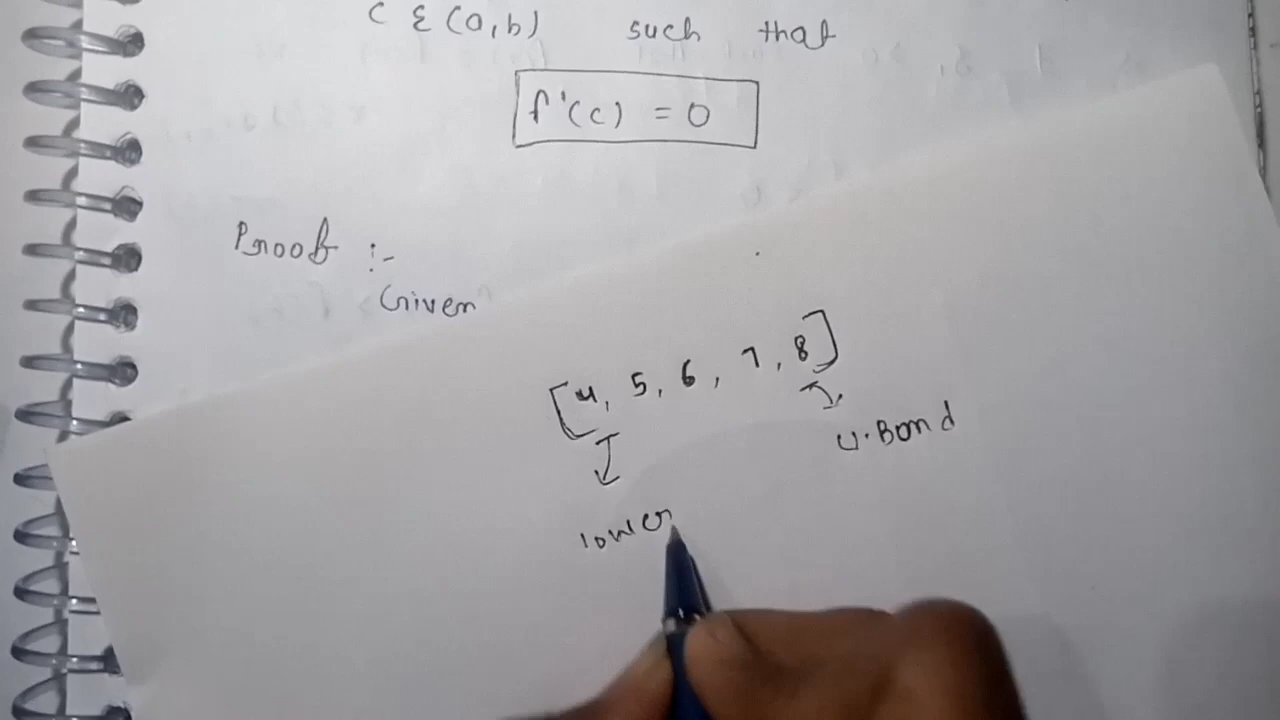 C ε (a,b) such that
f'(c) = 0
Proof :-
Given
[4, 5, 6, 7, 8]
U.Bond
lower